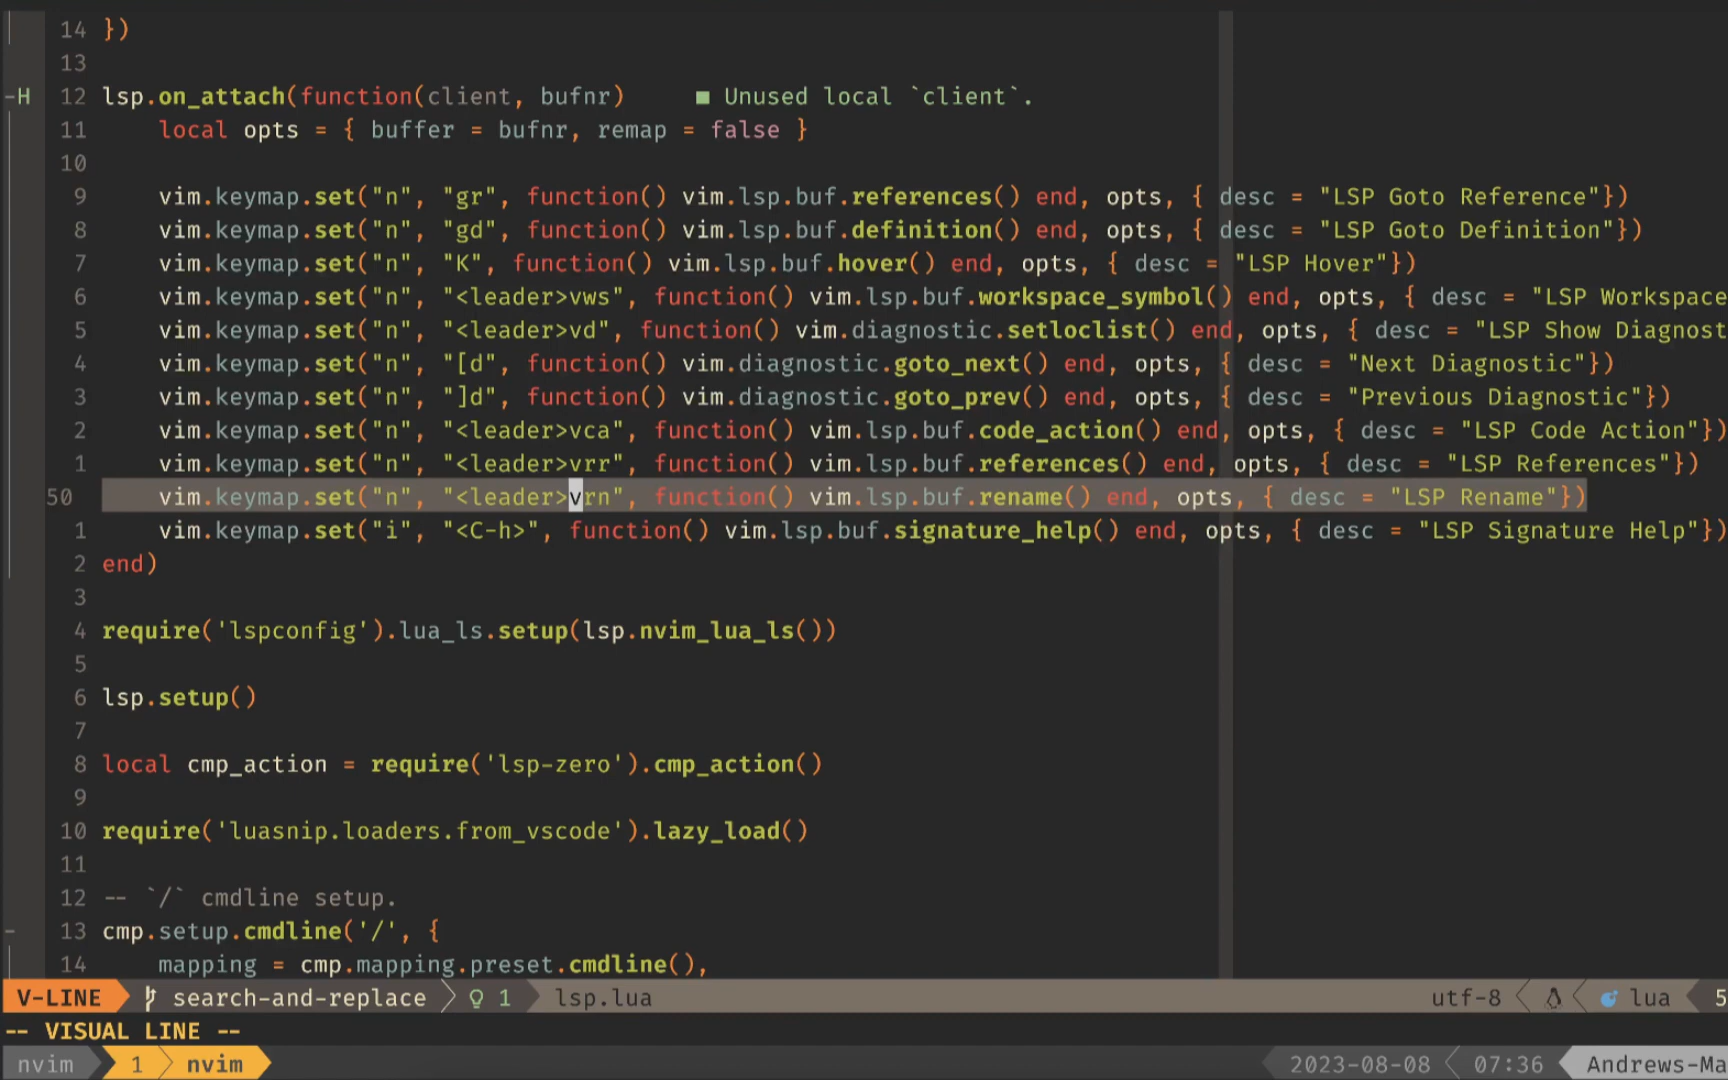 14 })
13
-H 12 lsp.on_attach(function(client, bufnr) ■ Unused local `client`.
11 local opts = { buffer = bufnr, remap = false }
10
9 vim.keymap.set("n", "gr", function() vim.lsp.buf.references() end, opts, { desc = "LSP Goto Reference"})
8 vim.keymap.set("n", "gd", function() vim.lsp.buf.definition() end, opts, { desc = "LSP Goto Definition"})
7 vim.keymap.set("n", "K", function() vim.lsp.buf.hover() end, opts, { desc = "LSP Hover"})
6 vim.keymap.set("n", "<leader>vws", function() vim.lsp.buf.workspace_symbol() end, opts, { desc = "LSP Workspace
5 vim.keymap.set("n", "<leader>vd", function() vim.diagnostic.setloclist() end, opts, { desc = "LSP Show Diagnost
4 vim.keymap.set("n", "[d", function() vim.diagnostic.goto_next() end, opts, { desc = "Next Diagnostic"})
3 vim.keymap.set("n", "]d", function() vim.diagnostic.goto_prev() end, opts, { desc = "Previous Diagnostic"})
2 vim.keymap.set("n", "<leader>vca", function() vim.lsp.buf.code_action() end, opts, { desc = "LSP Code Action"})
1 vim.keymap.set("n", "<leader>vrr", function() vim.lsp.buf.references() end, opts, { desc = "LSP References"})
50 vim.keymap.set("n", "<leader>vrn", function() vim.lsp.buf.rename() end, opts, { desc = "LSP Rename"})
1 vim.keymap.set("i", "<C-h>", function() vim.lsp.buf.signature_help() end, opts, { desc = "LSP Signature Help"})
2 end)
3
4 require('lspconfig').lua_ls.setup(lsp.nvim_lua_ls())
5
6 lsp.setup()
7
8 local cmp_action = require('lsp-zero').cmp_action()
9
10 require('luasnip.loaders.from_vscode').lazy_load()
11
12 -- `/` cmdline setup.
- 13 cmp.setup.cmdline('/', {
14 mapping = cmp.mapping.preset.cmdline(),
V-LINE search-and-replace 1 lsp.lua utf-8 lua 5
-- VISUAL LINE --
nvim 1 nvim 2023-08-08 07:36 Andrews-Ma